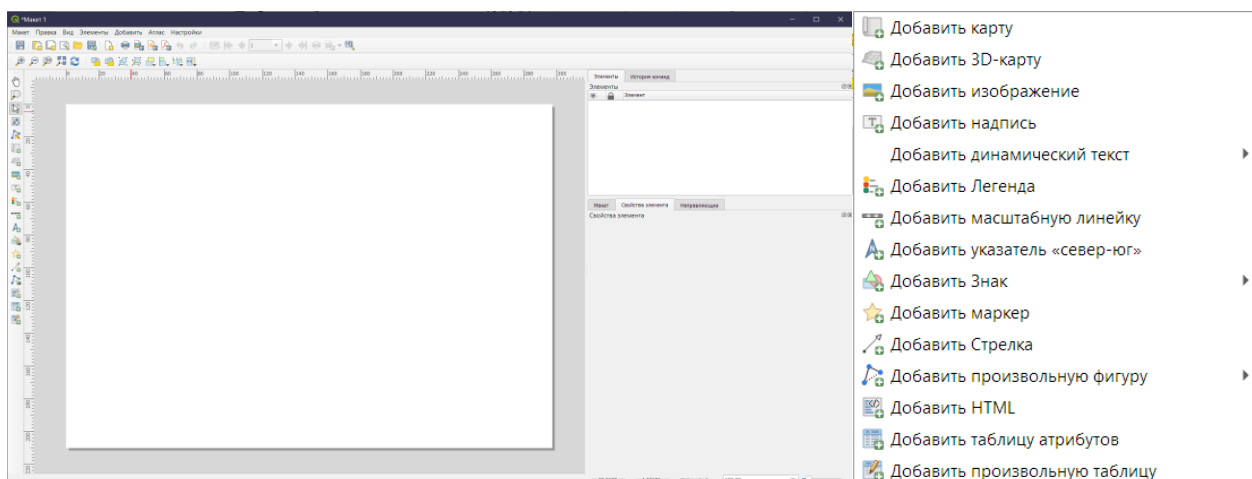 *Макет 1
Макет Правка Вид Элементы Добавить Атлас Настройки
Элементы История команд
Элементы
Элемент
Макет Свойства элемента Направляющие
Свойства элемента
Добавить карту
Добавить 3D-карту
Добавить изображение
Добавить надпись
Добавить динамический текст
Добавить Легенда
Добавить масштабную линейку
Добавить указатель «север-юг»
Добавить Знак
Добавить маркер
Добавить Стрелка
Добавить произвольную фигуру
Добавить HTML
Добавить таблицу атрибутов
Добавить произвольную таблицу